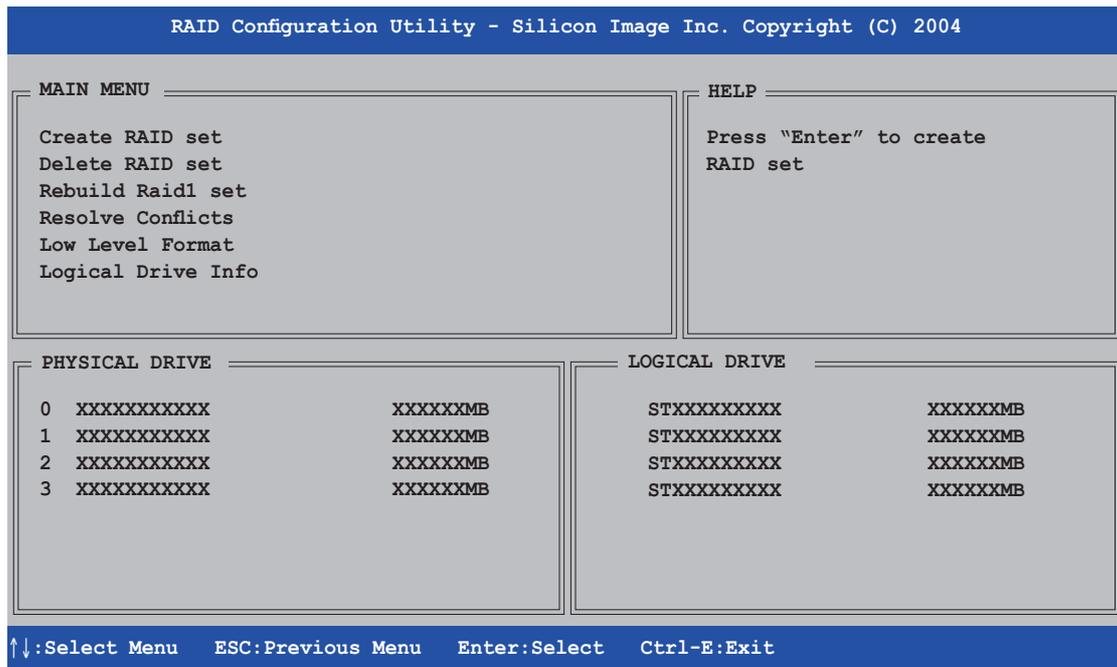 RAID Configuration Utility - Silicon Image Inc. Copyright (C) 2004
MAIN MENU
Create RAID set
Delete RAID set
Rebuild Raid1 set
Resolve Conflicts
Low Level Format
Logical Drive Info
HELP
Press “Enter” to create
RAID set
PHYSICAL DRIVE
0 XXXXXXXXXXX XXXXXXMB
1 XXXXXXXXXXX XXXXXXMB
2 XXXXXXXXXXX XXXXXXMB
3 XXXXXXXXXXX XXXXXXMB
LOGICAL DRIVE
STXXXXXXXXX XXXXXXMB
STXXXXXXXXX XXXXXXMB
STXXXXXXXXX XXXXXXMB
STXXXXXXXXX XXXXXXMB
↑↓:Select Menu ESC:Previous Menu Enter:Select Ctrl-E:Exit